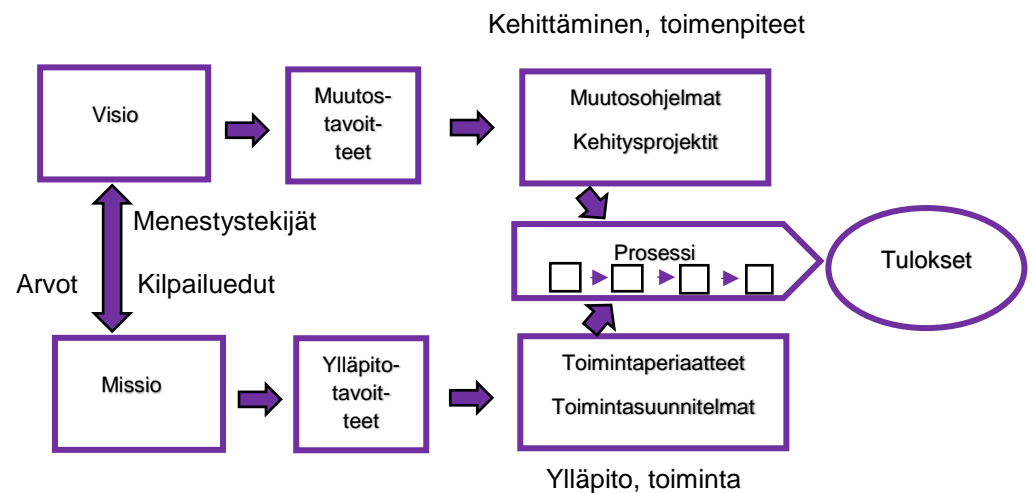 Kehittäminen, toimenpiteet
Visio
Muutos-
tavoit-
teet
Muutosohjelmat
Kehitysprojektit
Menestystekijät
Arvot
Kilpailuedut
Prosessi
Tulokset
Missio
Ylläpito-
tavoit-
teet
Toimintaperiaatteet
Toimintasuunnitelmat
Ylläpito, toiminta